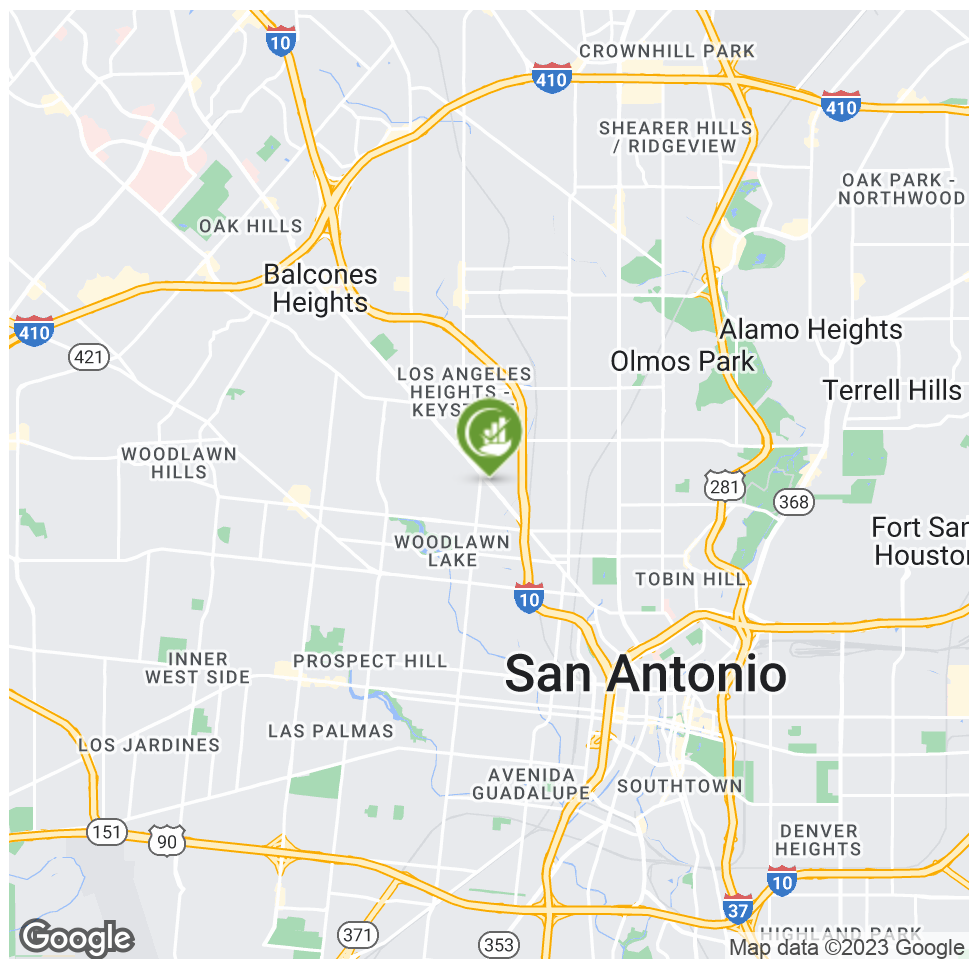 10
CROWNHILL PARK
410
410
SHEARER HILLS
/ RIDGEVIEW
OAK PARK -
NORTHWOOD
OAK HILLS
Balcones
Heights
410
421
Alamo Heights
Olmos Park
LOS ANGELES
HEIGHTS -
Terrell Hills
WOODLAWN
HILLS
281
368
Fort
Houston
WOODLAWN
LAKE
TOBIN HILL
10
INNER
WEST SIDE
PROSPECT HILL
San Antonio
LOS JARDINES
LAS PALMAS
AVENIDA
GUADALUPE
SOUTHTOWN
151
90
DENVER
HEIGHTS
10
37
371
353
HIGHLAND PARK
Google
Map data ©2023 Google